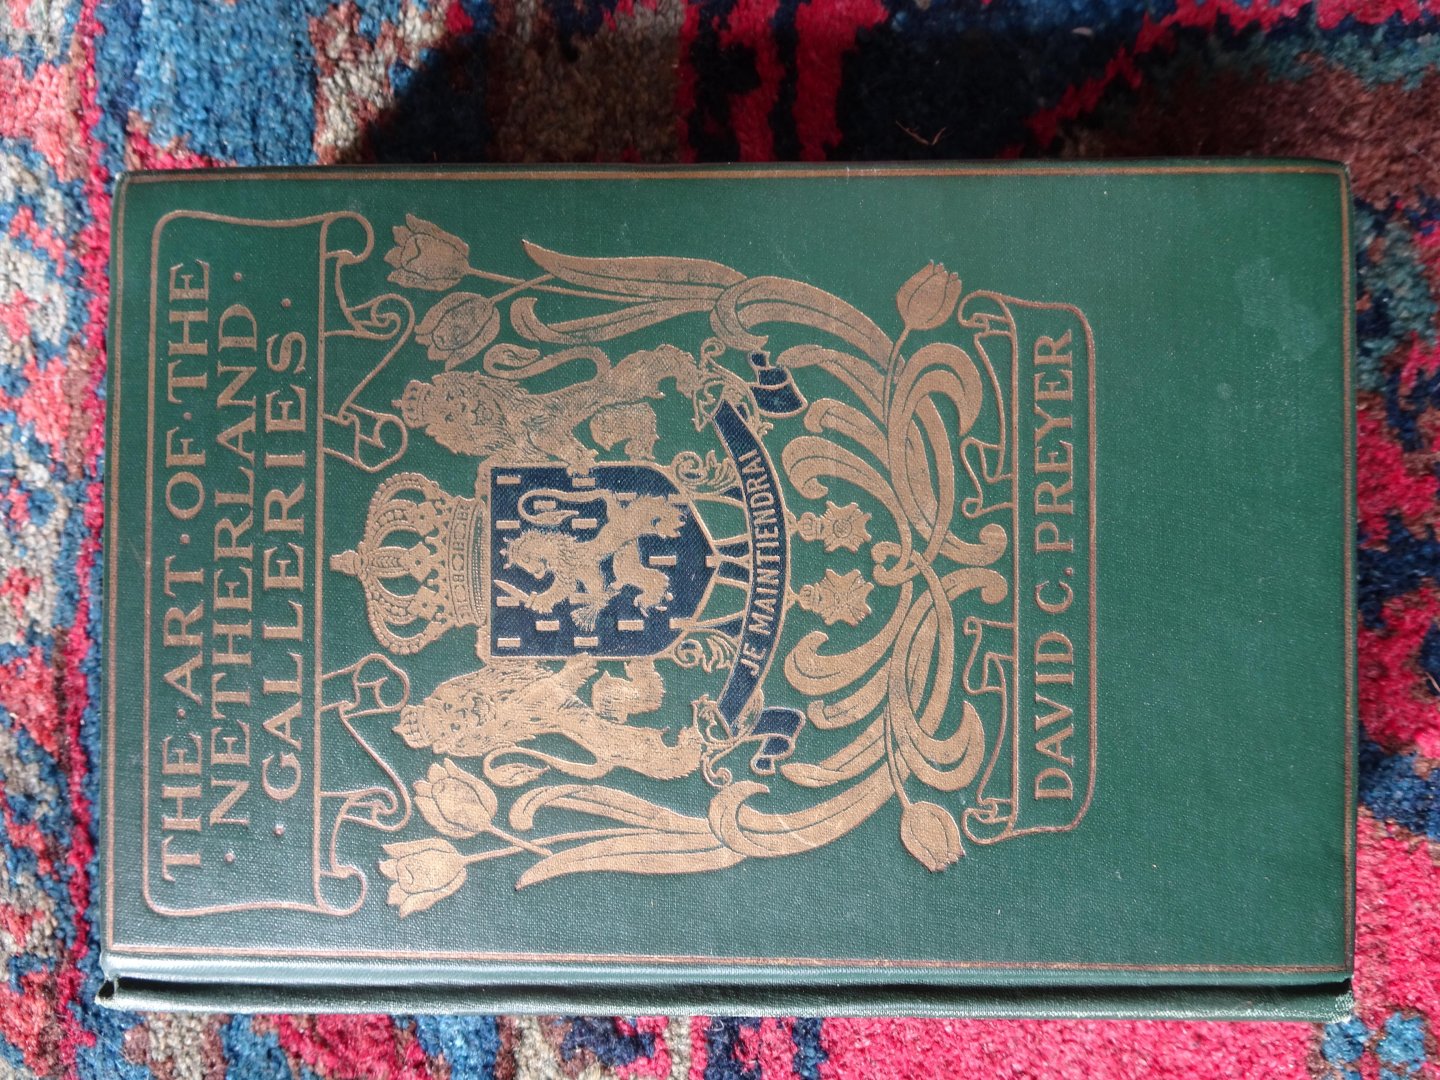 THE · ART · OF · THE
· NETHERLAND ·
· GALLERIES ·
JE MAINTIENDRAI
DAVID C. PREYER